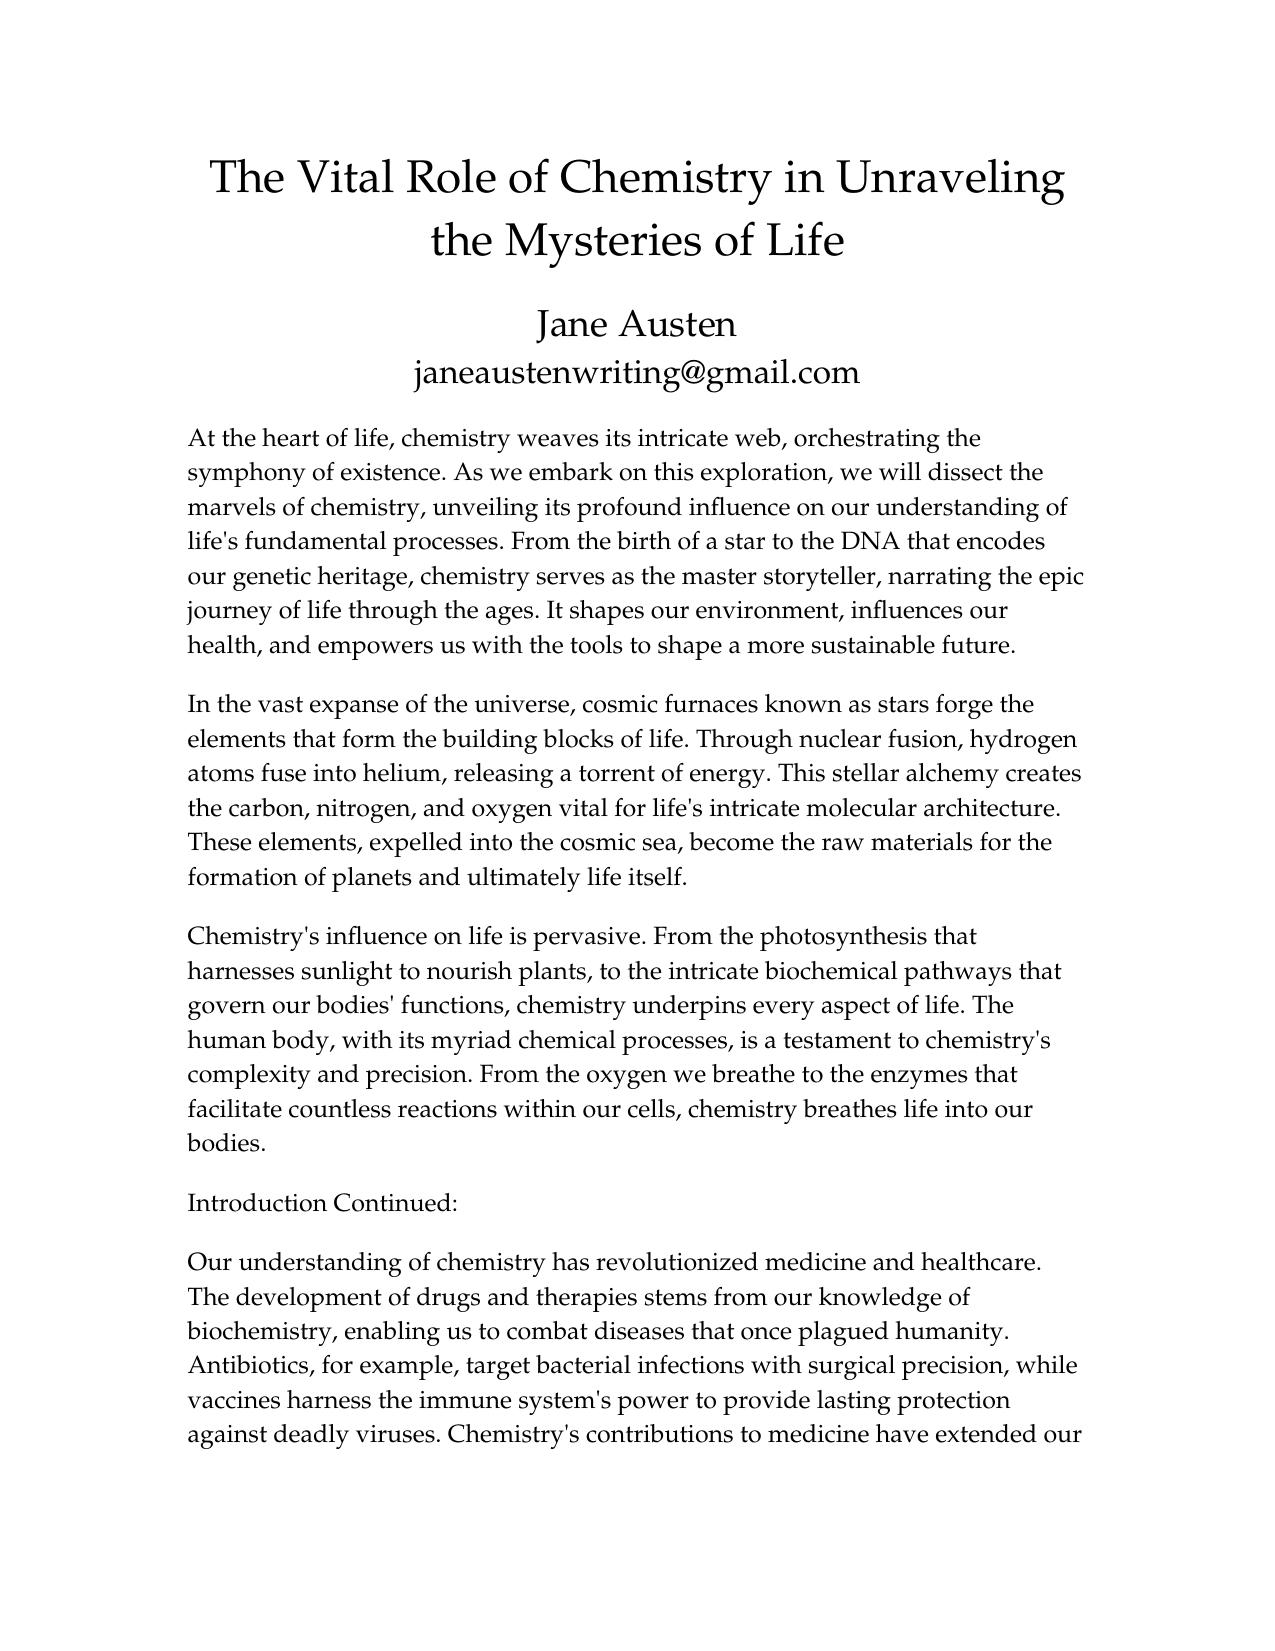 The Vital Role of Chemistry in Unraveling
the Mysteries of Life
Jane Austen
janeaustenwriting@gmail.com
At the heart of life, chemistry weaves its intricate web, orchestrating the
symphony of existence. As we embark on this exploration, we will dissect the
marvels of chemistry, unveiling its profound influence on our understanding of
life's fundamental processes. From the birth of a star to the DNA that encodes
our genetic heritage, chemistry serves as the master storyteller, narrating the epic
journey of life through the ages. It shapes our environment, influences our
health, and empowers us with the tools to shape a more sustainable future.
In the vast expanse of the universe, cosmic furnaces known as stars forge the
elements that form the building blocks of life. Through nuclear fusion, hydrogen
atoms fuse into helium, releasing a torrent of energy. This stellar alchemy creates
the carbon, nitrogen, and oxygen vital for life's intricate molecular architecture.
These elements, expelled into the cosmic sea, become the raw materials for the
formation of planets and ultimately life itself.
Chemistry's influence on life is pervasive. From the photosynthesis that
harnesses sunlight to nourish plants, to the intricate biochemical pathways that
govern our bodies' functions, chemistry underpins every aspect of life. The
human body, with its myriad chemical processes, is a testament to chemistry's
complexity and precision. From the oxygen we breathe to the enzymes that
facilitate countless reactions within our cells, chemistry breathes life into our
bodies.
Introduction Continued:
Our understanding of chemistry has revolutionized medicine and healthcare.
The development of drugs and therapies stems from our knowledge of
biochemistry, enabling us to combat diseases that once plagued humanity.
Antibiotics, for example, target bacterial infections with surgical precision, while
vaccines harness the immune system's power to provide lasting protection
against deadly viruses. Chemistry's contributions to medicine have extended our